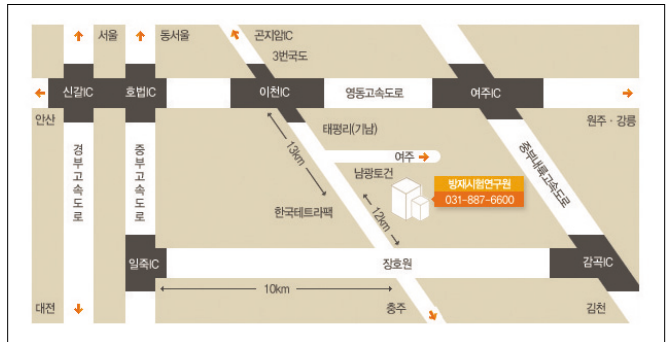 서울
동서울
곤지암IC
3번국도
신갈IC
호법IC
이천IC
영동고속도로
여주IC
안산
원주 · 강릉
태평리(기남)
여주
경부고속도로
중부고속도로
13km
남광토건
중부내륙고속도로
방재시험연구원
031-887-6600
한국테트라팩
12km
일죽IC
장호원
감곡IC
10km
대전
충주
김천